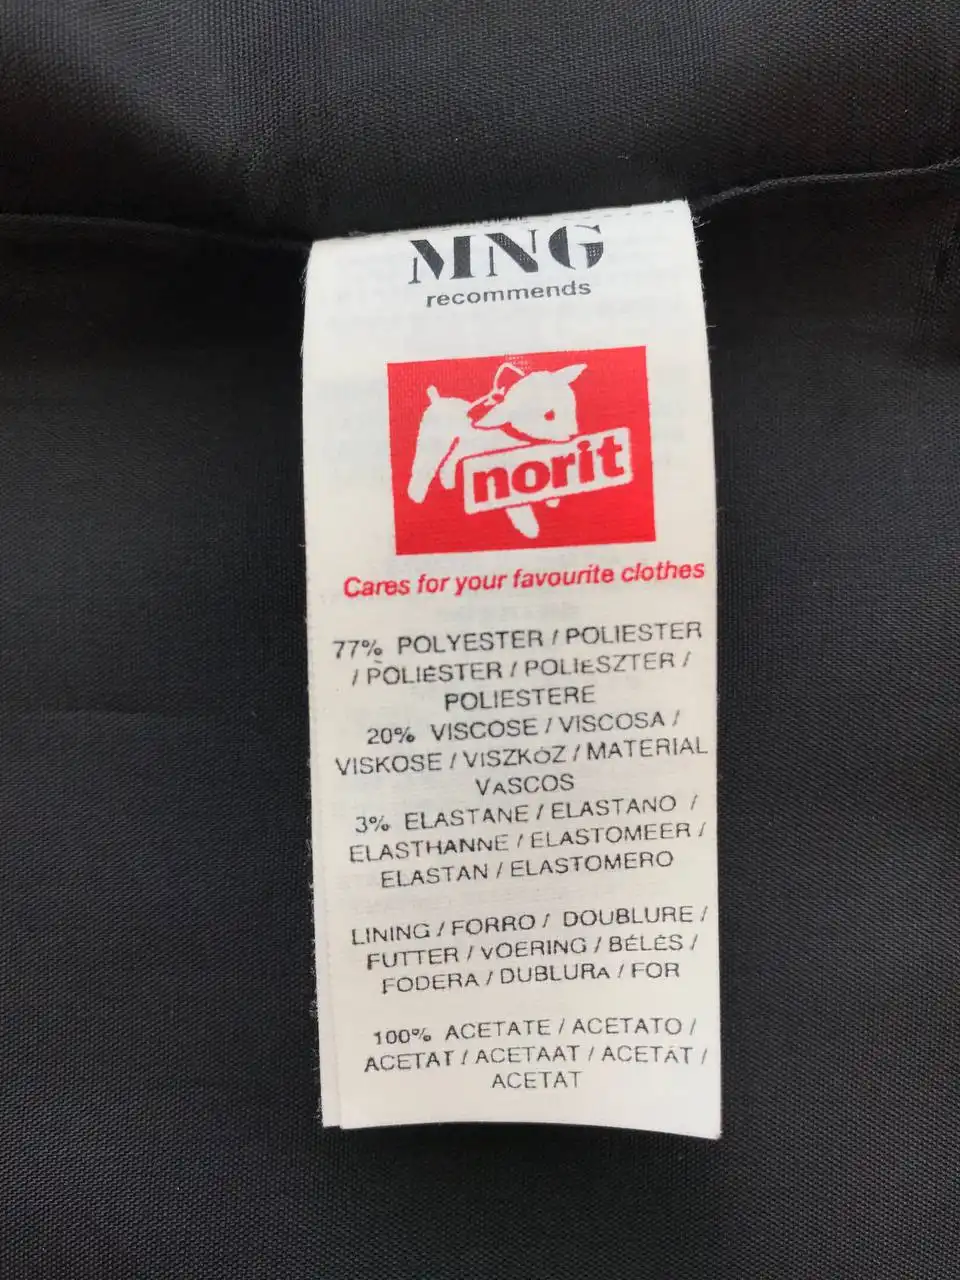 MNG
recommends
norit
Cares for your favourite clothes
77% POLYESTER / POLIESTER
/ POLIÉSTER / POLIESZTER /
POLIESTERE
20% VISCOSE / VISCOSA /
VISKOSE / VISZKÓZ / MATERIAL
VASCOS
3% ELASTANE / ELASTANO /
ELASTHANNE / ELASTOMEER /
ELASTAN / ELASTOMERO
LINING / FORRO / DOUBLURE /
FUTTER / VOERING / BÉLÉS /
FODERA / DUBLURA / FOR
100% ACETATE / ACETATO /
ACETAT / ACETAAT / ACETÁT /
ACETAT